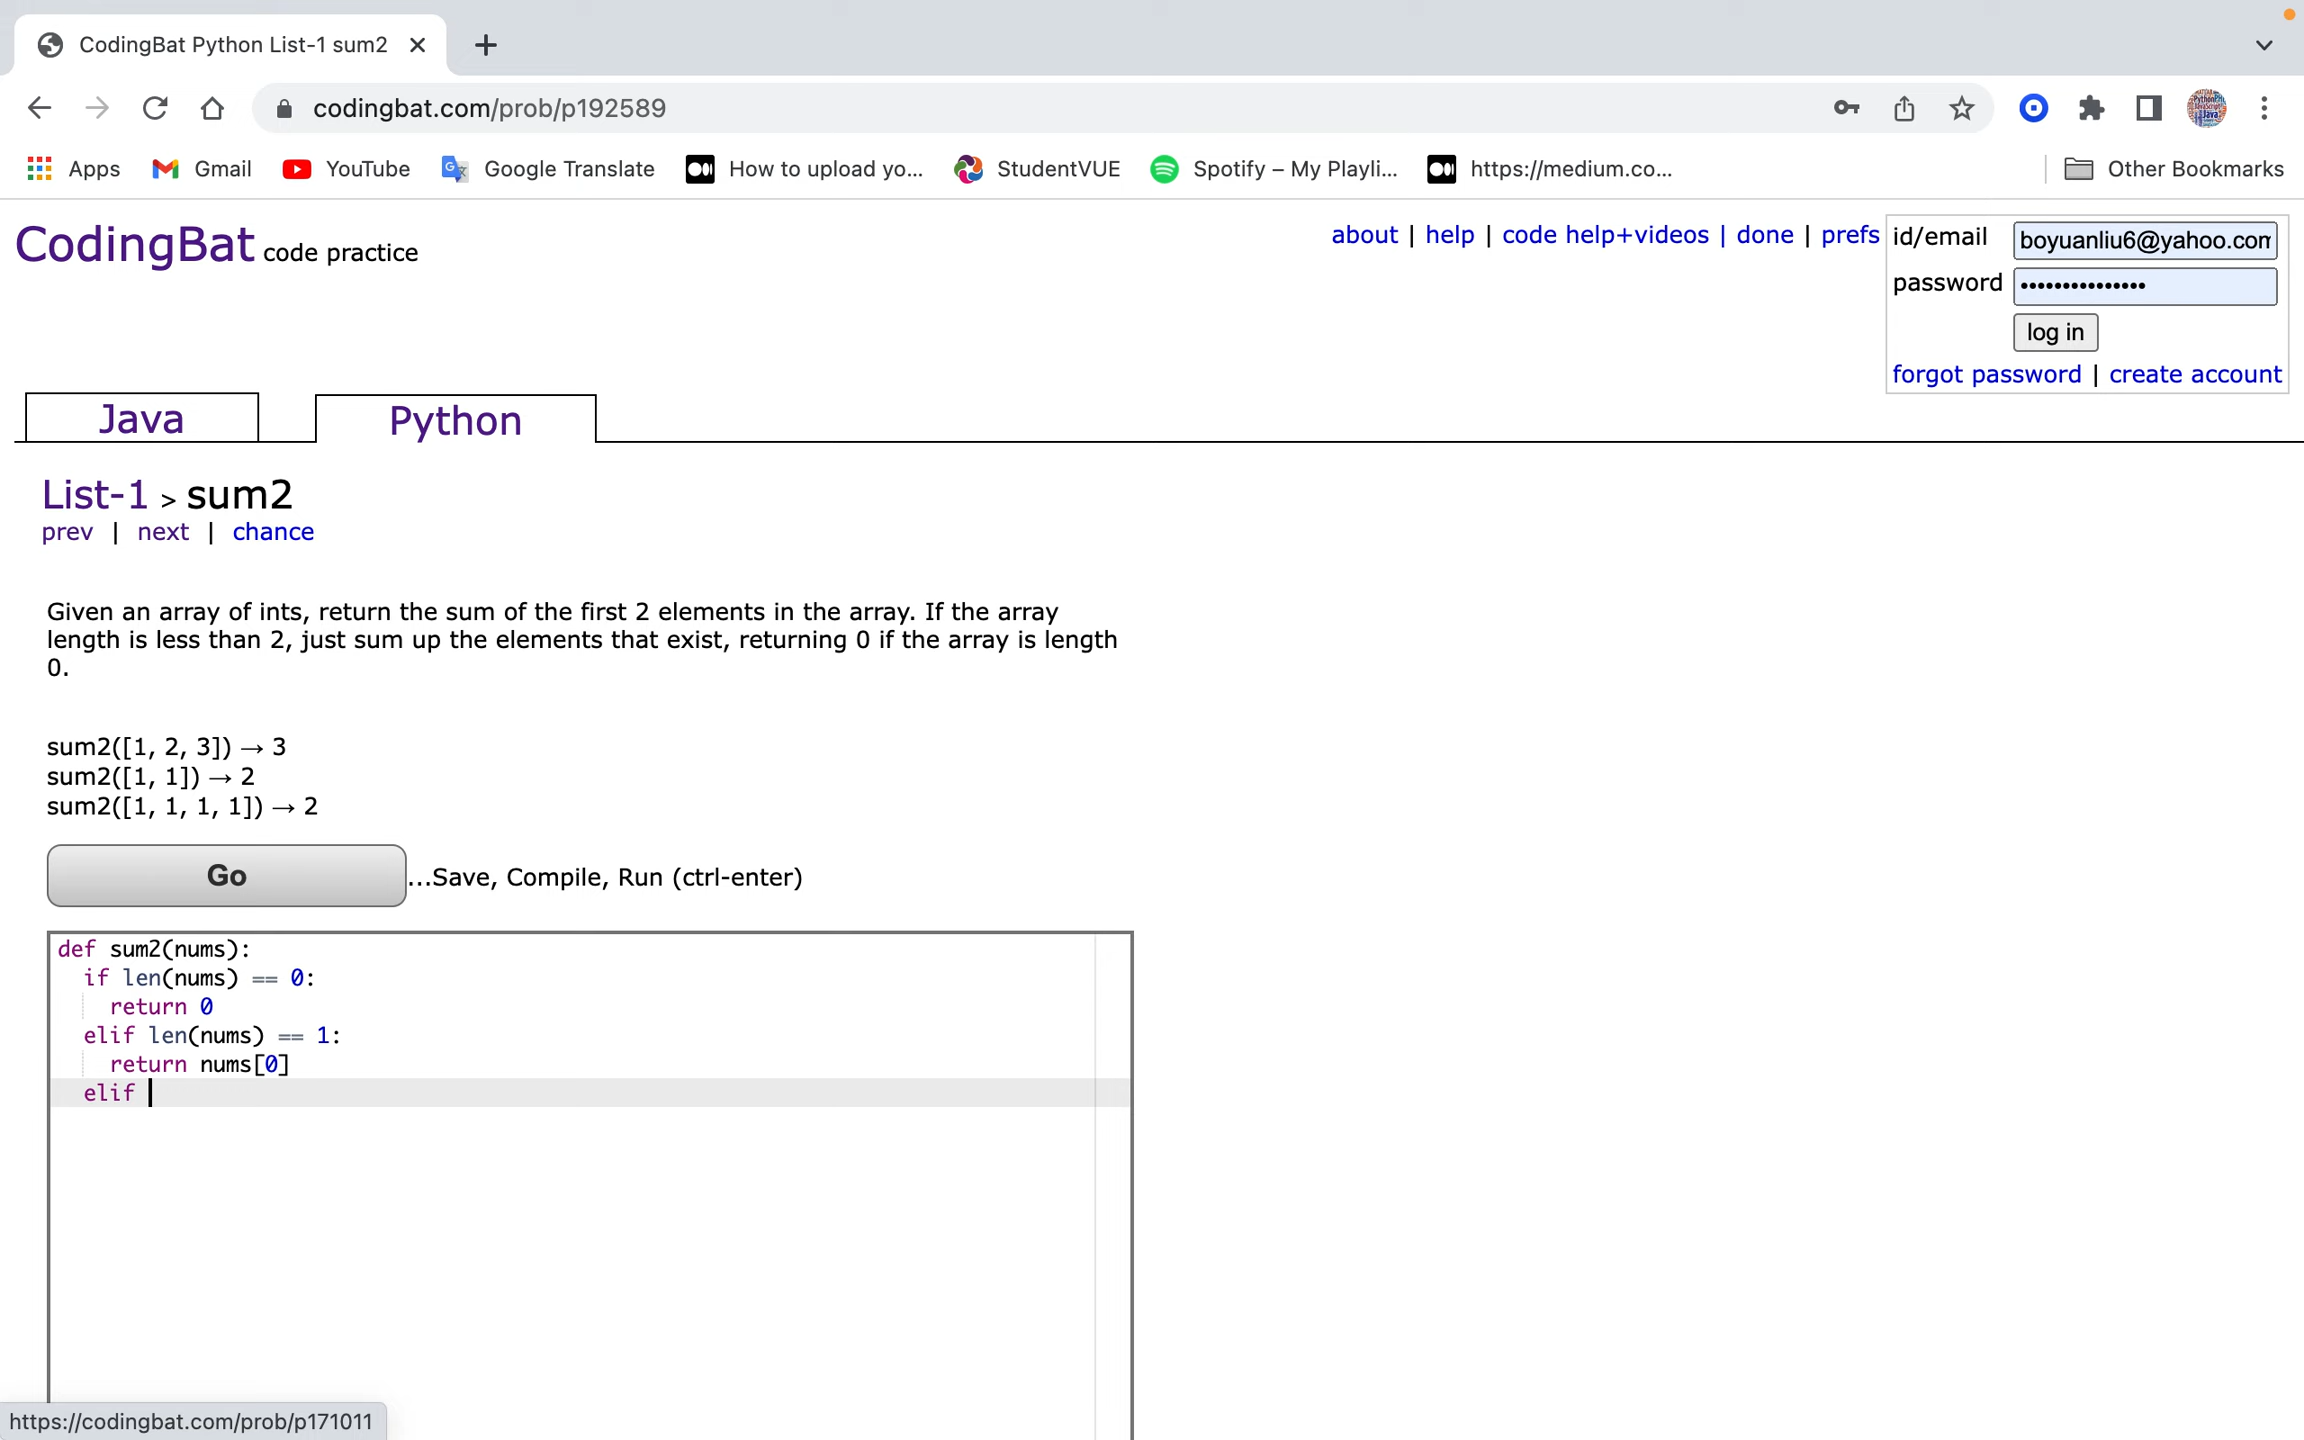 CodingBat Python List-1 sum2
codingbat.com/prob/p192589
Apps Gmail YouTube Google Translate How to upload yo... StudentVUE Spotify – My Playli... https://medium.co... Other Bookmarks
CodingBat code practice
about | help | code help+videos | done | prefs
id/email boyuanliu6@yahoo.com
password •••••••••••••••
log in
forgot password | create account
Java Python
List-1 > sum2
prev | next | chance
Given an array of ints, return the sum of the first 2 elements in the array. If the array
length is less than 2, just sum up the elements that exist, returning 0 if the array is length
0.
sum2([1, 2, 3]) → 3
sum2([1, 1]) → 2
sum2([1, 1, 1, 1]) → 2
Go ...Save, Compile, Run (ctrl-enter)
def sum2(nums):
if len(nums) == 0:
return 0
elif len(nums) == 1:
return nums[0]
elif
https://codingbat.com/prob/p171011